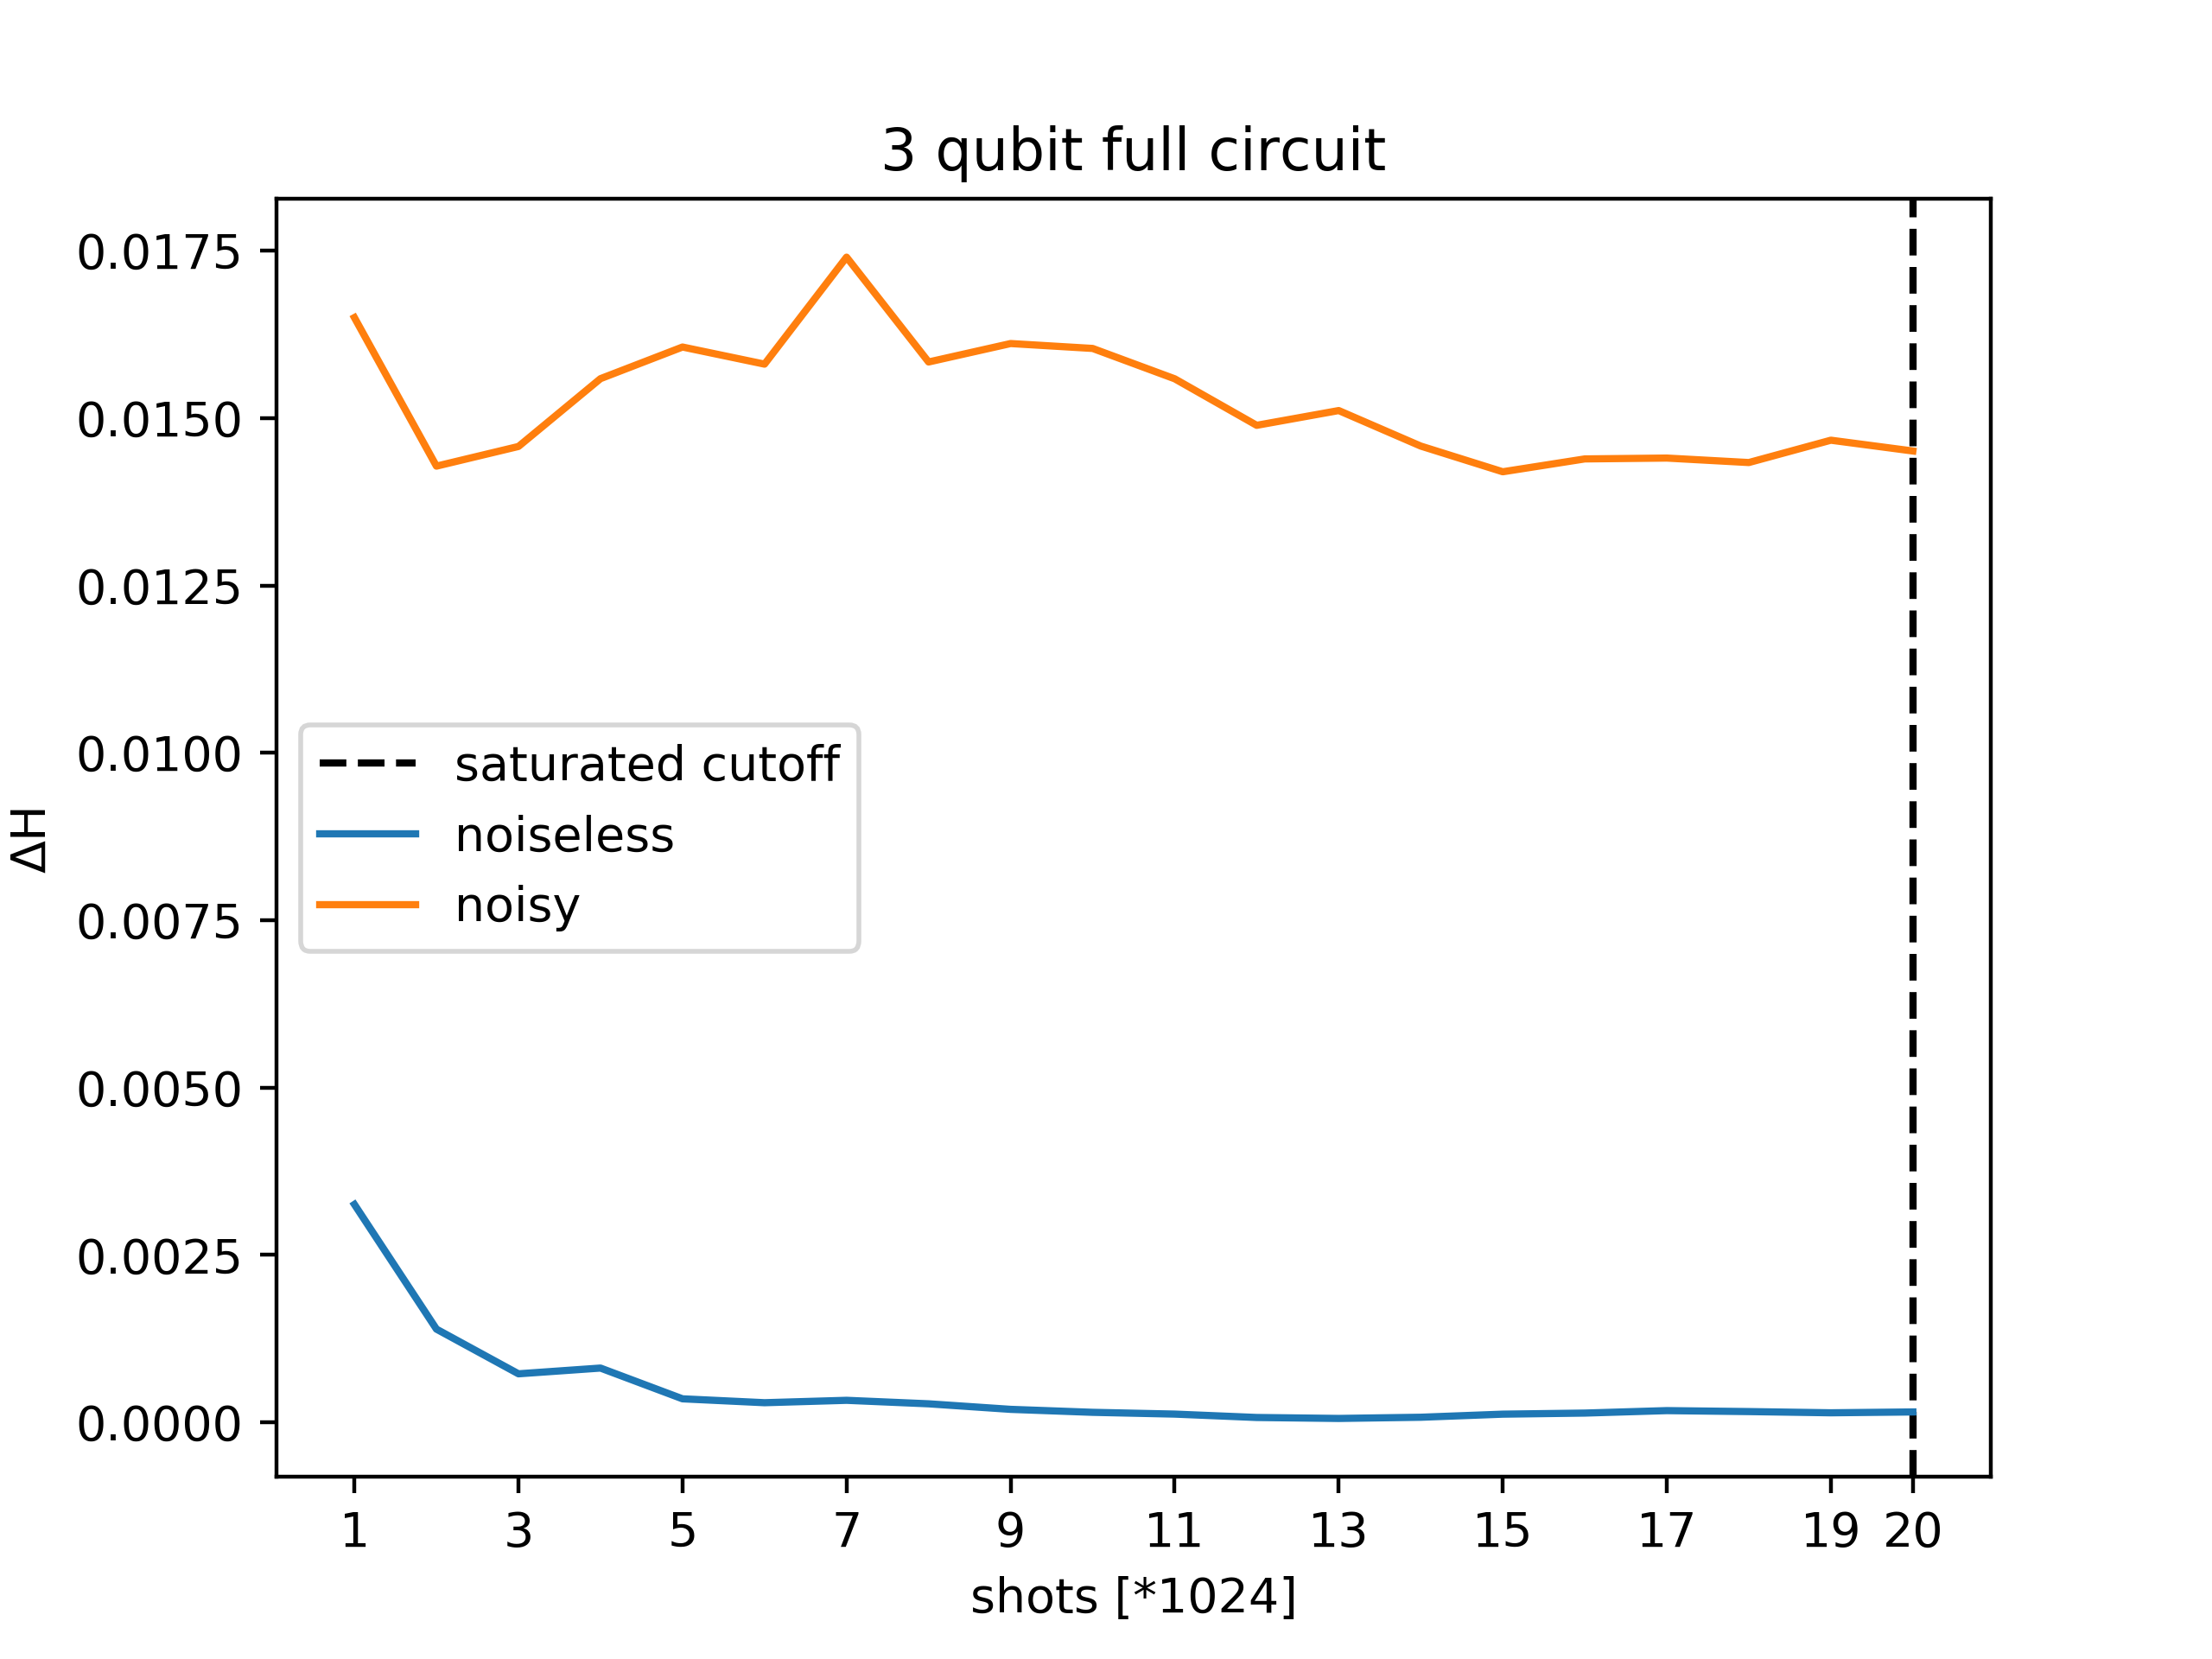 3 qubit full circuit
0.0175
0.0150
0.0125
0.0100
0.0075
0.0050
0.0025
0.0000
ΔH
saturated cutoff
noiseless
noisy
1 3 5 7 9 11 13 15 17 19 20
shots [*1024]